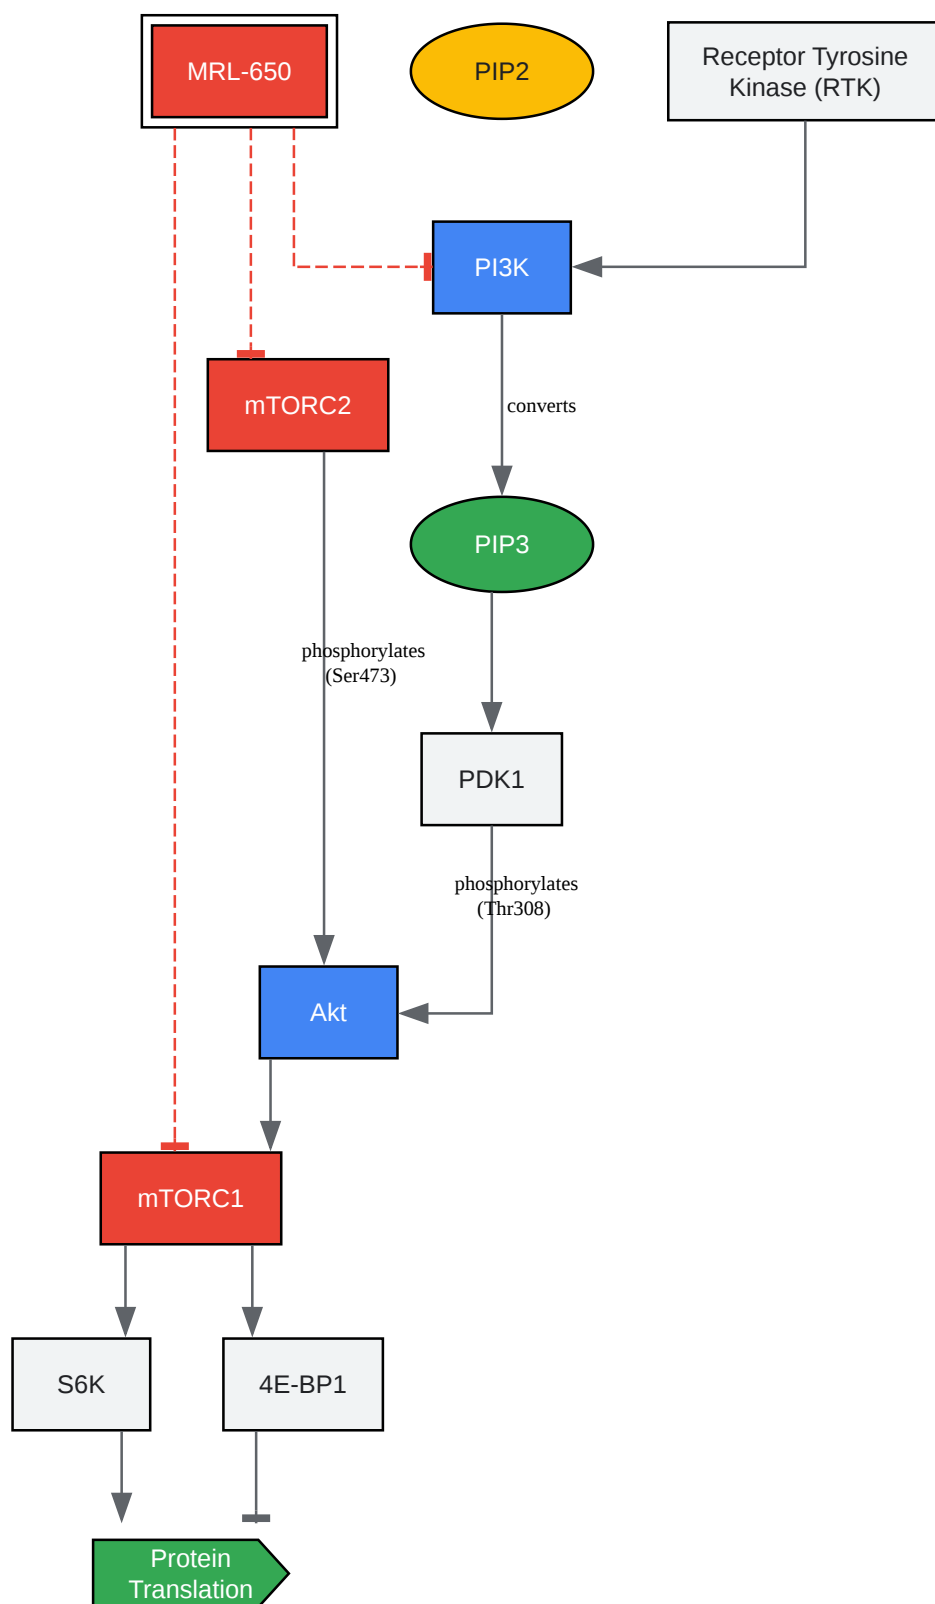 MRL-650
PIP2
Receptor Tyrosine
Kinase (RTK)
PI3K
mTORC2
converts
PIP3
phosphorylates
(Ser473)
PDK1
phosphorylates
(Thr308)
Akt
mTORC1
S6K
4E-BP1
Protein
Translation